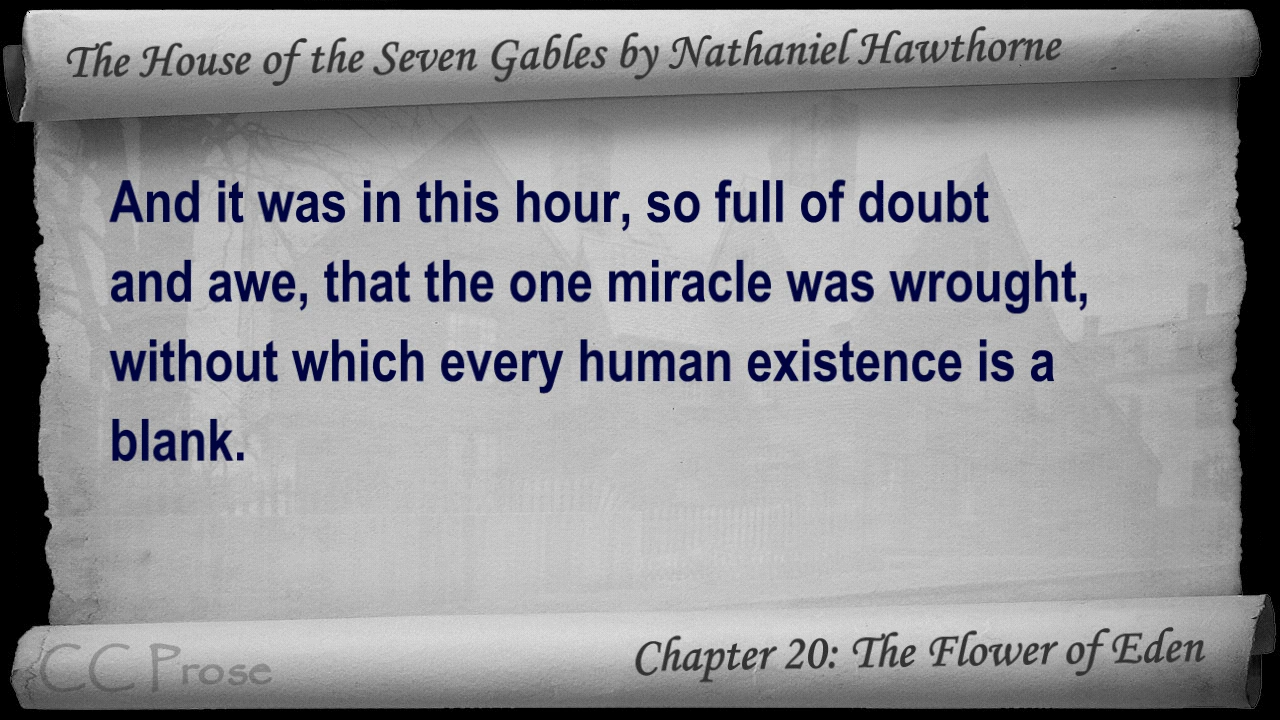 The House of the Seven Gables by Nathaniel Hawthorne
And it was in this hour, so full of doubt
and awe, that the one miracle was wrought,
without which every human existence is a
blank.
CC Prose
Chapter 20: The Flower of Eden